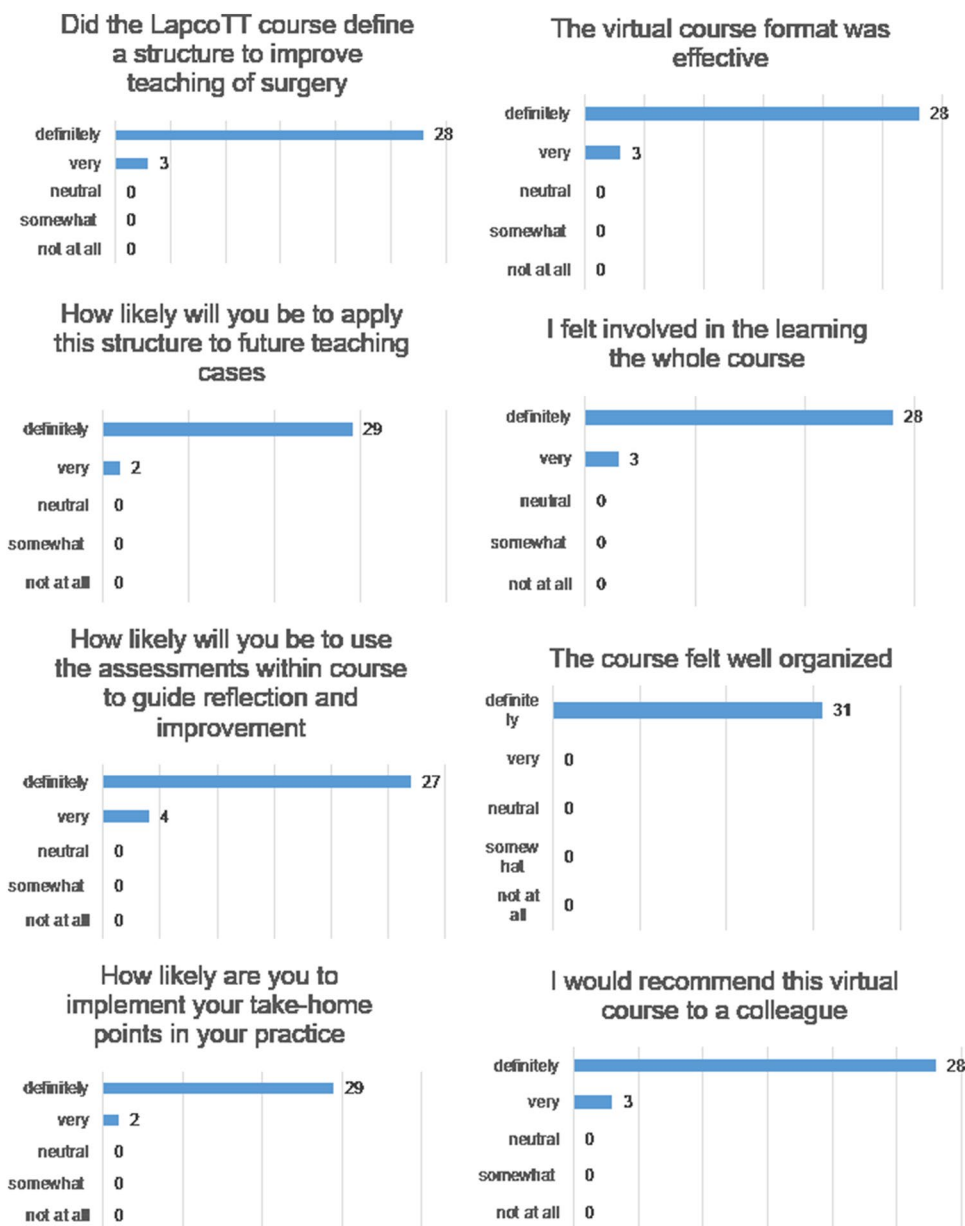 Did the LapcoTT course define
a structure to improve
teaching of surgery
definitely 28
very 3
neutral 0
somewhat 0
not at all 0
The virtual course format was
effective
definitely 28
very 3
neutral 0
somewhat 0
not at all 0
How likely will you be to apply
this structure to future teaching
cases
definitely 29
very 2
neutral 0
somewhat 0
not at all 0
I felt involved in the learning
the whole course
definitely 28
very 3
neutral 0
somewhat 0
not at all 0
How likely will you be to use
the assessments within course
to guide reflection and
improvement
definitely 27
very 4
neutral 0
somewhat 0
not at all 0
The course felt well organized
definite
ly 31
very 0
neutral 0
somew
hat 0
not at
all 0
How likely are you to
implement your take-home
points in your practice
definitely 29
very 2
neutral 0
somewhat 0
not at all 0
I would recommend this virtual
course to a colleague
definitely 28
very 3
neutral 0
somewhat 0
not at all 0